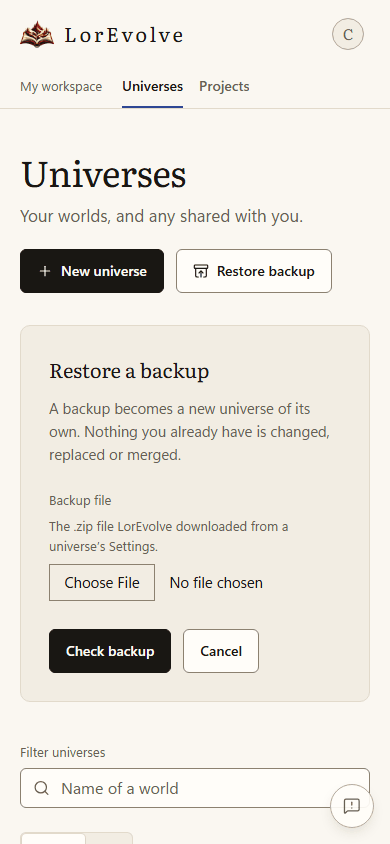 LorEvolve
C
My workspace
Universes
Projects
Universes
Your worlds, and any shared with you.
New universe
Restore backup
Restore a backup
A backup becomes a new universe of its
own. Nothing you already have is changed,
replaced or merged.
Backup file
The .zip file LorEvolve downloaded from a
universe's Settings.
Choose File
No file chosen
Check backup
Cancel
Filter universes
Name of a world